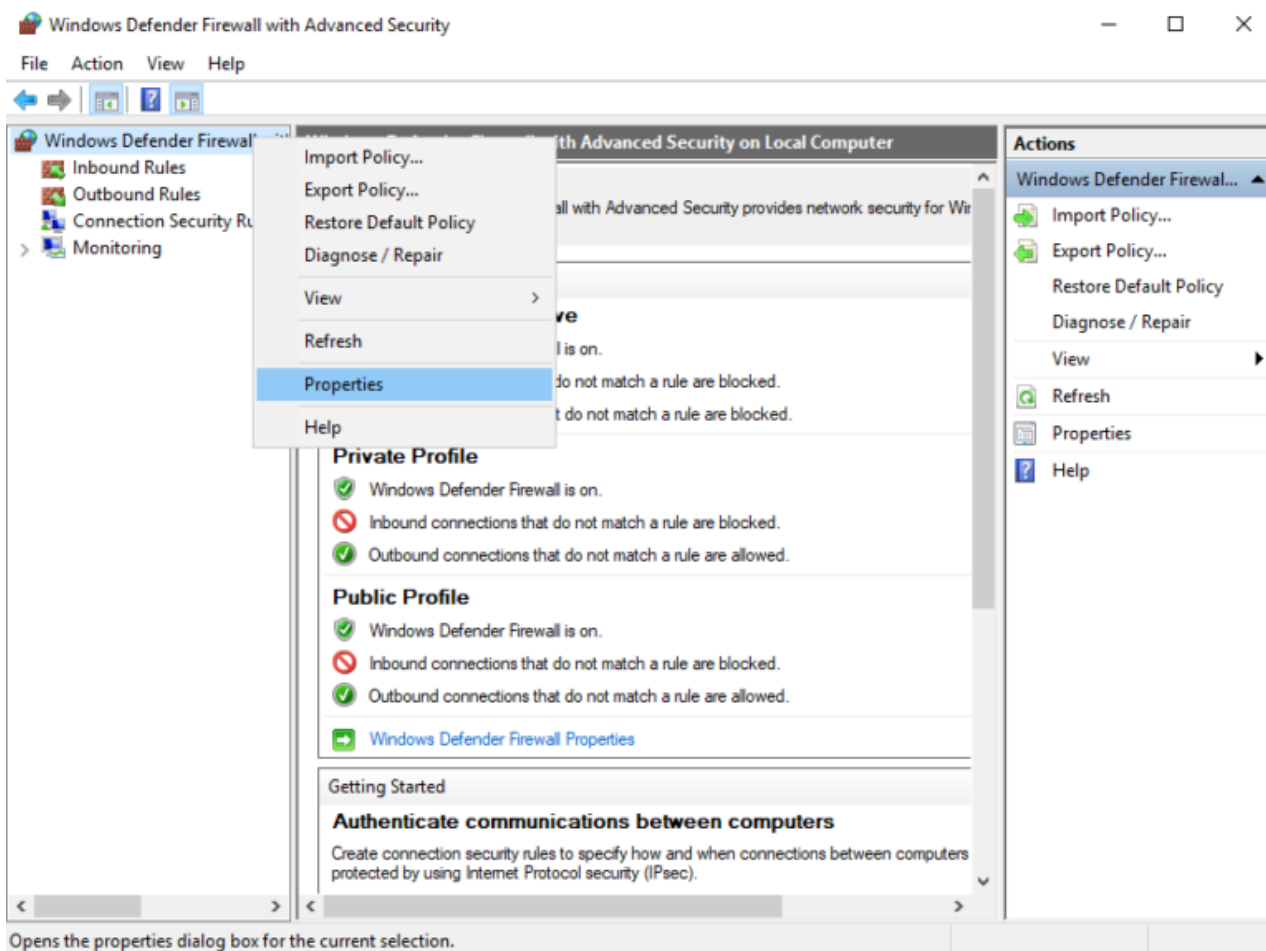 Windows Defender Firewall with Advanced Security
File Action View Help
Windows Defender Firewall
Inbound Rules
Outbound Rules
Connection Security Ru
Monitoring
Import Policy...
Export Policy...
Restore Default Policy
Diagnose / Repair
View
Refresh
Properties
Help
th Advanced Security on Local Computer
all with Advanced Security provides network security for Wir
ve
l is on.
do not match a rule are blocked.
t do not match a rule are blocked.
Private Profile
Windows Defender Firewall is on.
Inbound connections that do not match a rule are blocked.
Outbound connections that do not match a rule are allowed.
Public Profile
Windows Defender Firewall is on.
Inbound connections that do not match a rule are blocked.
Outbound connections that do not match a rule are allowed.
Windows Defender Firewall Properties
Getting Started
Authenticate communications between computers
Create connection security rules to specify how and when connections between computers
protected by using Internet Protocol security (IPsec).
Actions
Windows Defender Firewal...
Import Policy...
Export Policy...
Restore Default Policy
Diagnose / Repair
View
Refresh
Properties
Help
Opens the properties dialog box for the current selection.